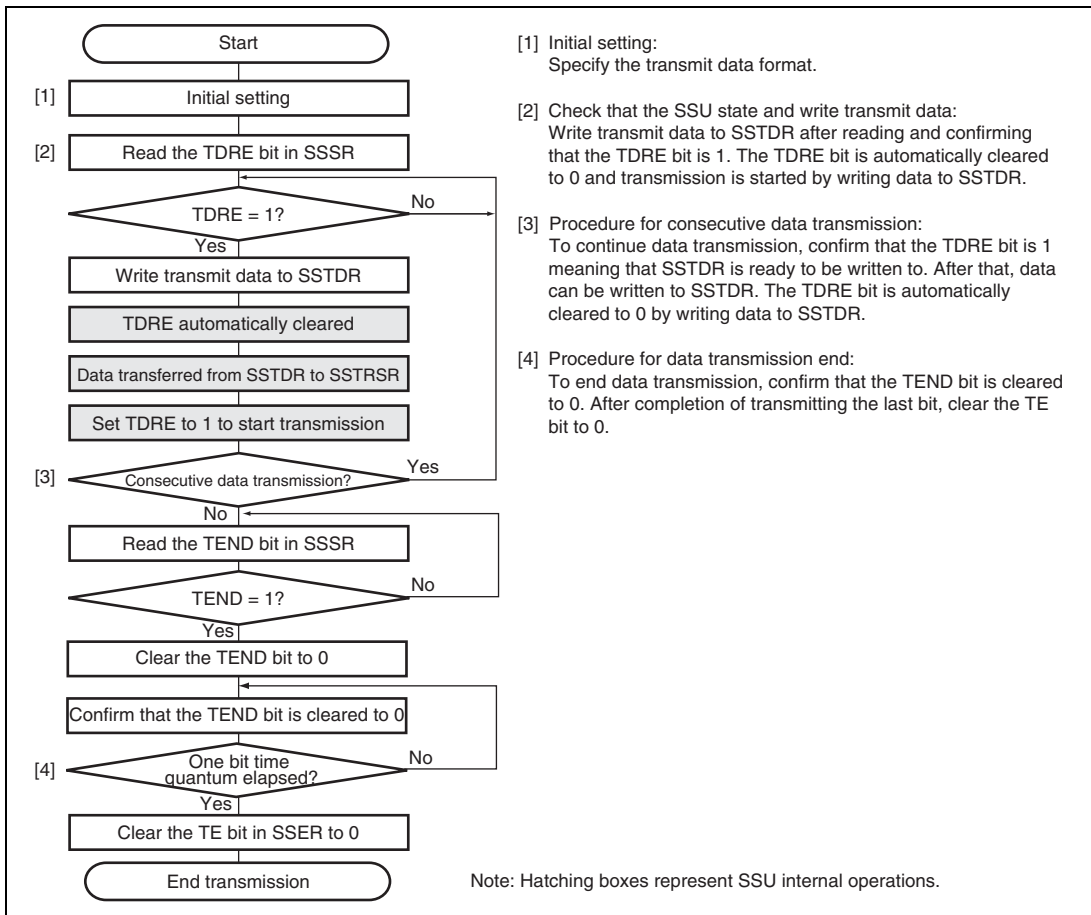 Start
[1] Initial setting
[2] Read the TDRE bit in SSSR
TDRE = 1?
No
Yes
Write transmit data to SSTDR
TDRE automatically cleared
Data transferred from SSTDR to SSTRSR
Set TDRE to 1 to start transmission
[3] Consecutive data transmission?
Yes
No
Read the TEND bit in SSSR
TEND = 1?
No
Yes
Clear the TEND bit to 0
Confirm that the TEND bit is cleared to 0
[4] One bit time
quantum elapsed?
No
Yes
Clear the TE bit in SSER to 0
End transmission
[1] Initial setting:
Specify the transmit data format.
[2] Check that the SSU state and write transmit data:
Write transmit data to SSTDR after reading and confirming
that the TDRE bit is 1. The TDRE bit is automatically cleared
to 0 and transmission is started by writing data to SSTDR.
[3] Procedure for consecutive data transmission:
To continue data transmission, confirm that the TDRE bit is 1
meaning that SSTDR is ready to be written to. After that, data
can be written to SSTDR. The TDRE bit is automatically
cleared to 0 by writing data to SSTDR.
[4] Procedure for data transmission end:
To end data transmission, confirm that the TEND bit is cleared
to 0. After completion of transmitting the last bit, clear the TE
bit to 0.
Note: Hatching boxes represent SSU internal operations.